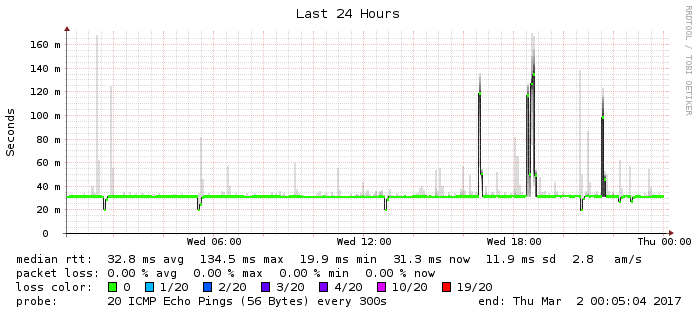 Last 24 Hours
RRDTOOL / TOBI OETIKER
Seconds
160 m
140 m
120 m
100 m
80 m
60 m
40 m
20 m
0
Wed 06:00 Wed 12:00 Wed 18:00 Thu 00:00
median rtt: 32.8 ms avg 134.5 ms max 19.9 ms min 31.3 ms now 11.9 ms sd 2.8 am/s
packet loss: 0.00 % avg 0.00 % max 0.00 % min 0.00 % now
loss color: 0 1/20 2/20 3/20 4/20 10/20 19/20
probe: 20 ICMP Echo Pings (56 Bytes) every 300s end: Thu Mar 2 00:05:04 2017